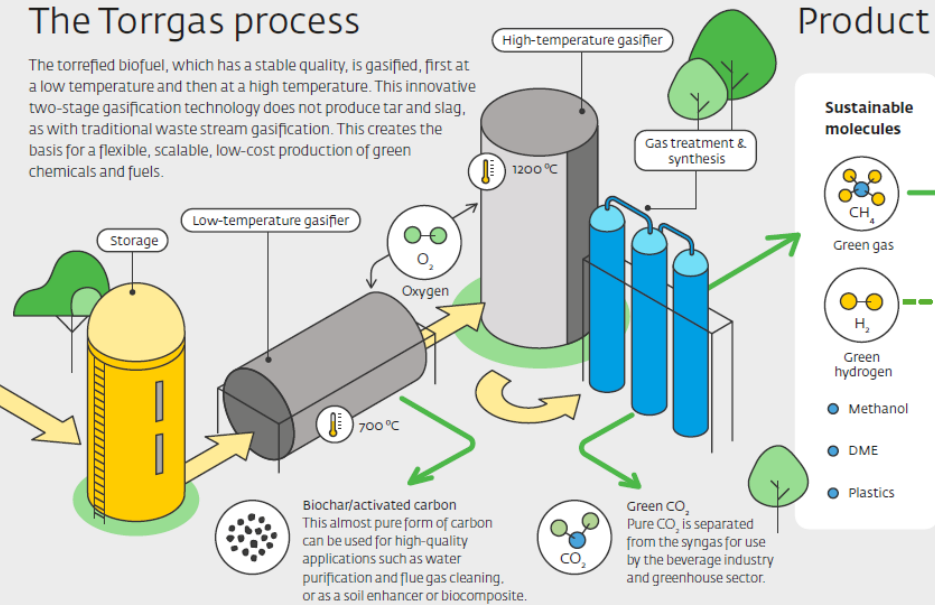 The Torrgas process
The torrefied biofuel, which has a stable quality, is gasified, first at
a low temperature and then at a high temperature. This innovative
two-stage gasification technology does not produce tar and slag,
as with traditional waste stream gasification. This creates the
basis for a flexible, scalable, low-cost production of green
chemicals and fuels.
High-temperature gasifier
Product
Storage
Low-temperature gasifier
O₂
Oxygen
1200 °C
Gas treatment &
synthesis
700 °C
Biochar/activated carbon
This almost pure form of carbon
can be used for high-quality
applications such as water
purification and flue gas cleaning,
or as a soil enhancer or biocomposite.
CO₂
Green CO₂
Pure CO₂ is separated
from the syngas for use
by the beverage industry
and greenhouse sector.
Sustainable
molecules
CH₄
Green gas
H₂
Green
hydrogen
Methanol
DME
Plastics